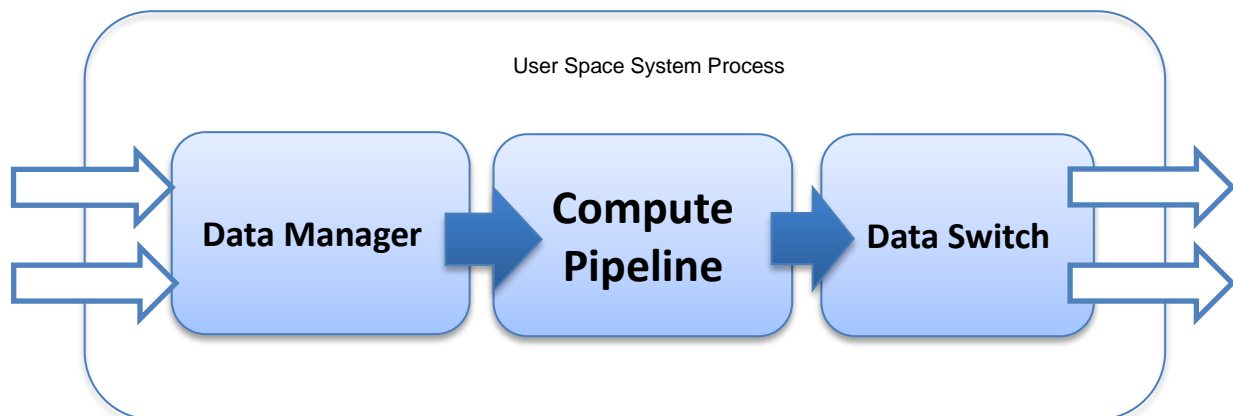 User Space System Process
Data Manager
Compute
Pipeline
Data Switch